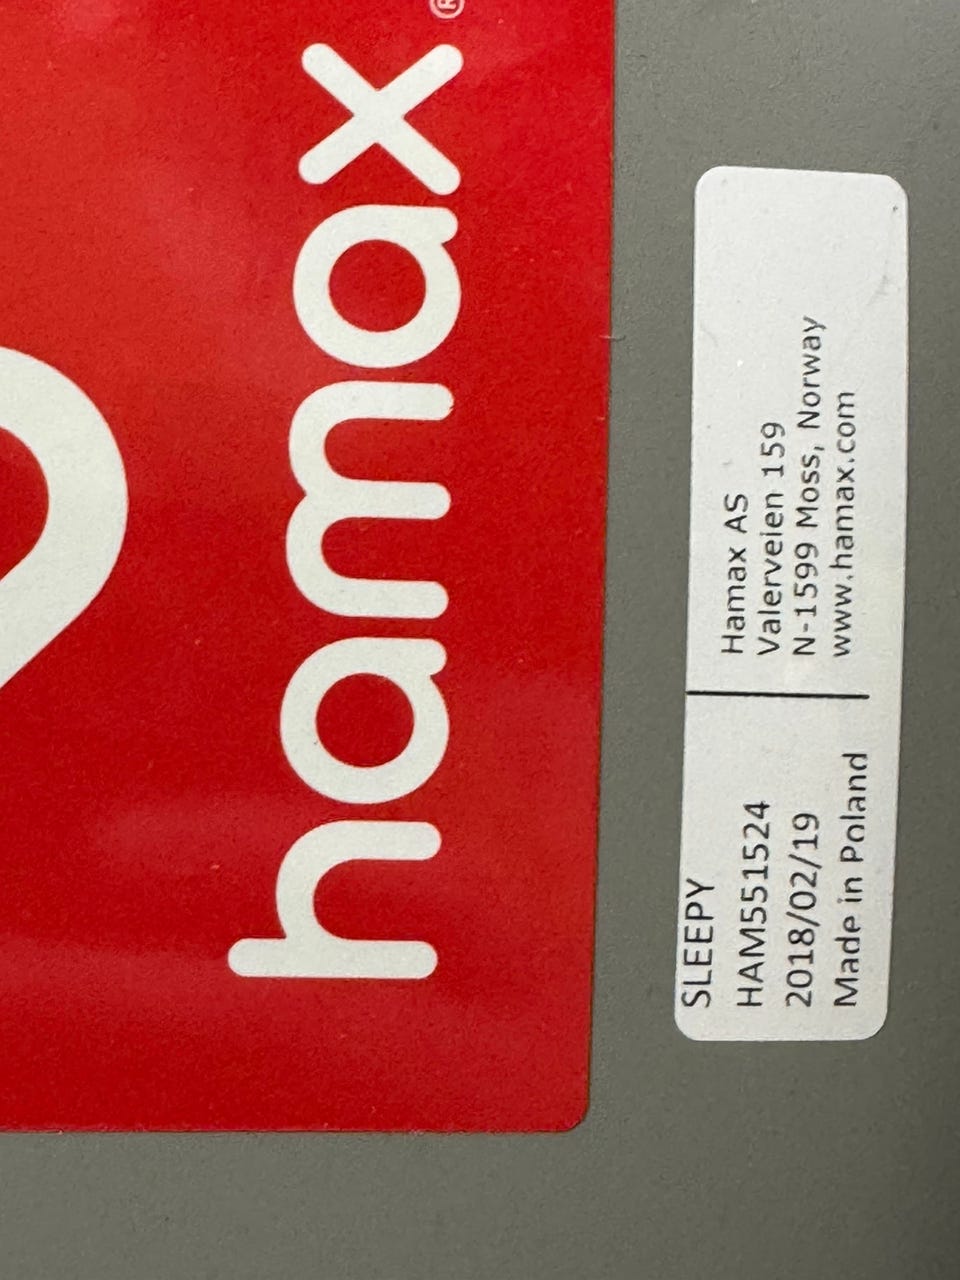 hamax®
SLEEPY
HAM551524
2018/02/19
Made in Poland
Hamax AS
Valerveien 159
N-1599 Moss, Norway
www.hamax.com